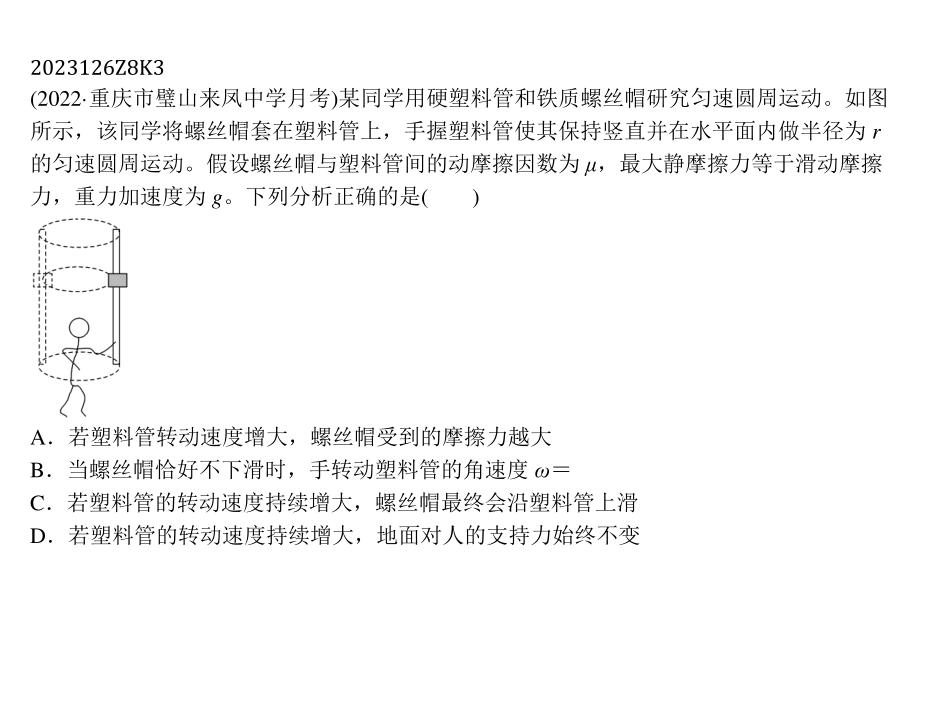 2023126Z8K3
(2022·重庆市璧山来凤中学月考)某同学用硬塑料管和铁质螺丝帽研究匀速圆周运动。如图
所示，该同学将螺丝帽套在塑料管上，手握塑料管使其保持竖直并在水平面内做半径为 r
的匀速圆周运动。假设螺丝帽与塑料管间的动摩擦因数为 μ，最大静摩擦力等于滑动摩擦
力，重力加速度为 g。下列分析正确的是(　　)
A．若塑料管转动速度增大，螺丝帽受到的摩擦力越大
B．当螺丝帽恰好不下滑时，手转动塑料管的角速度 ω＝
C．若塑料管的转动速度持续增大，螺丝帽最终会沿塑料管上滑
D．若塑料管的转动速度持续增大，地面对人的支持力始终不变